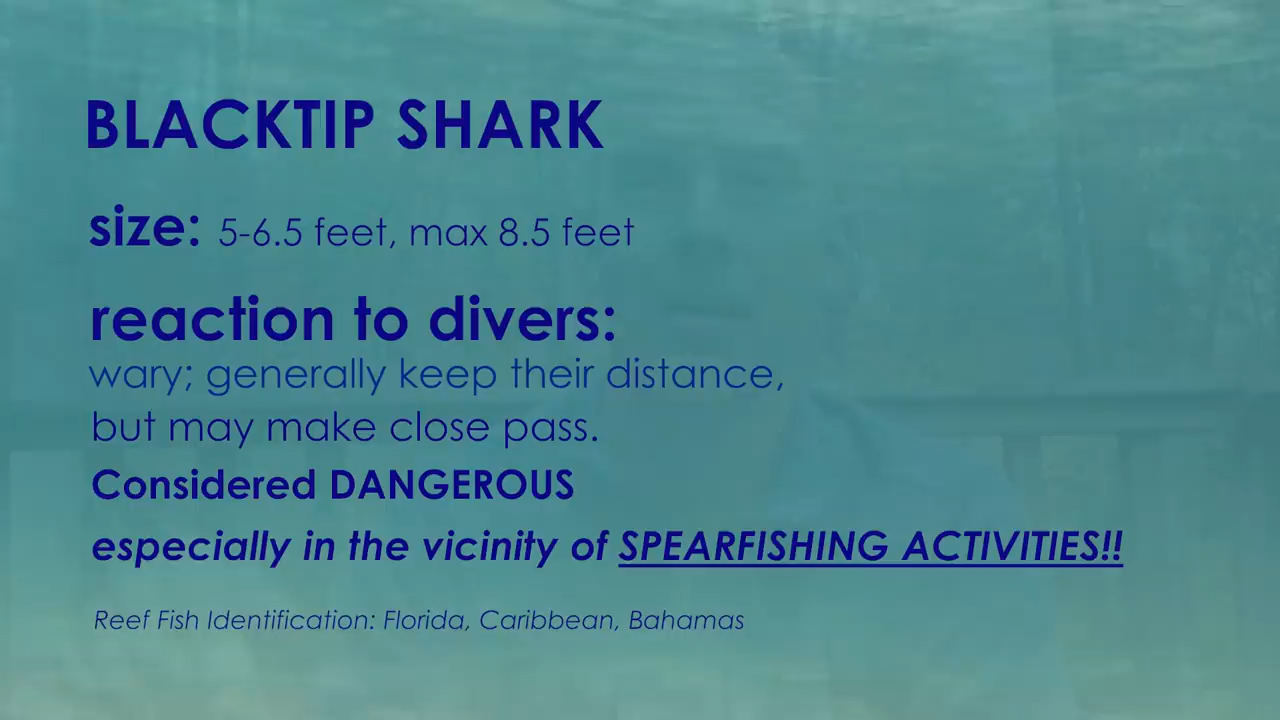 BLACKTIP SHARK
size: 5-6.5 feet, max 8.5 feet
reaction to divers:
wary; generally keep their distance,
but may make close pass.
Considered DANGEROUS
especially in the vicinity of SPEARFISHING ACTIVITIES!!
Reef Fish Identification: Florida, Caribbean, Bahamas